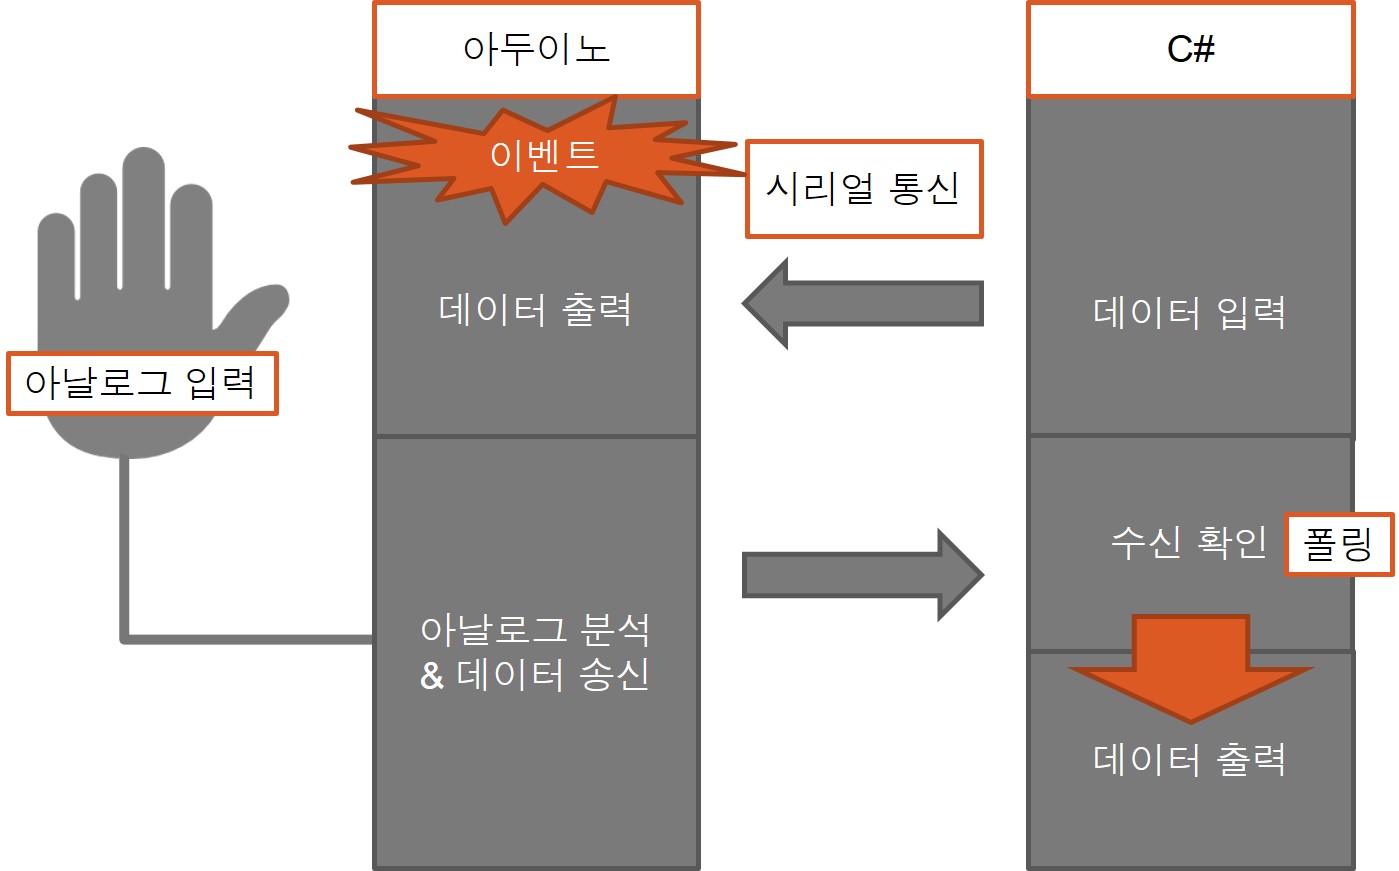 아두이노
C#
이벤트
시리얼 통신
데이터 출력
데이터 입력
아날로그 입력
수신 확인
폴링
아날로그 분석
& 데이터 송신
데이터 출력